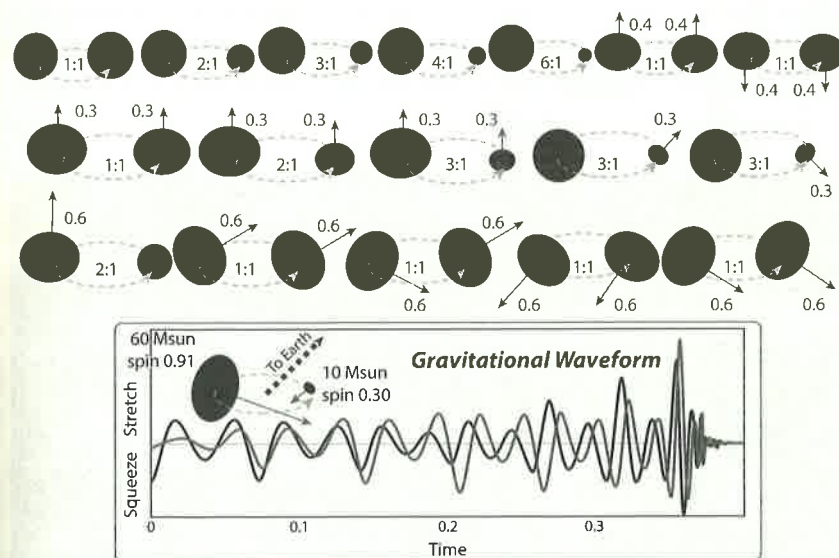 0.4 0.4
1:1 2:1 3:1 4:1 6:1 1:1 1:1
0.4 0.4
0.3 0.3 0.3 0.3 0.3 0.3 0.3
1:1 2:1 3:1 3:1 3:1
0.3
0.6 0.6 0.6 0.6
2:1 1:1 1:1 1:1 1:1
0.6 0.6 0.6 0.6 0.6
60 Msun
spin 0.91
To Earth
10 Msun
spin 0.30
Gravitational Waveform
Stretch
Squeeze
0 0.1 0.2 0.3
Time